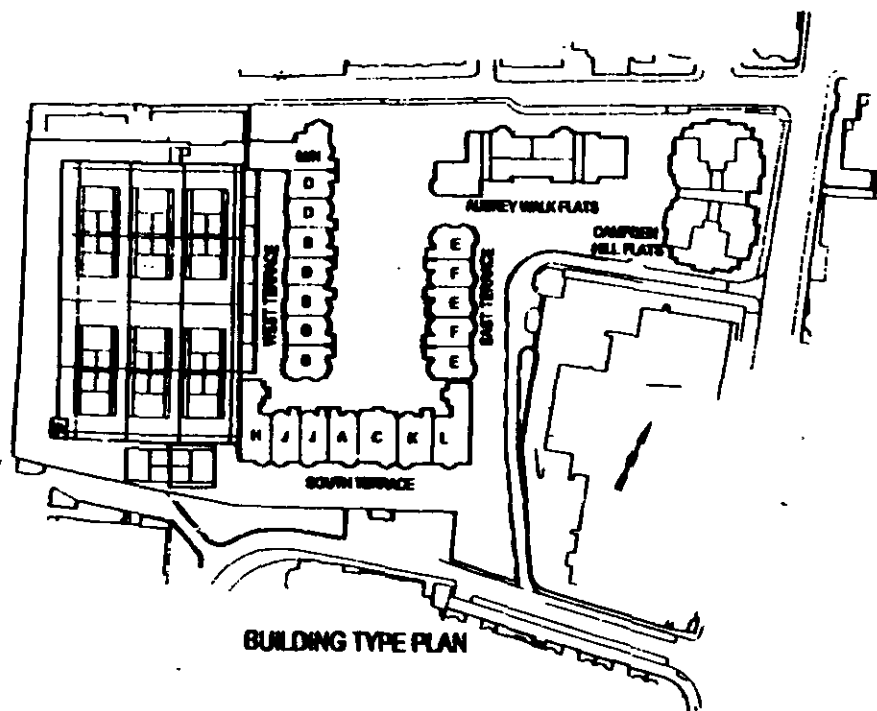 D
D
B
D
B
B
B
WEST TERRACE
AUBREY WALK FLATS
CAMPDEN
HILL FLATS
E
F
E
F
E
EAST TERRACE
H J J A C K L
SOUTH TERRACE
BUILDING TYPE PLAN